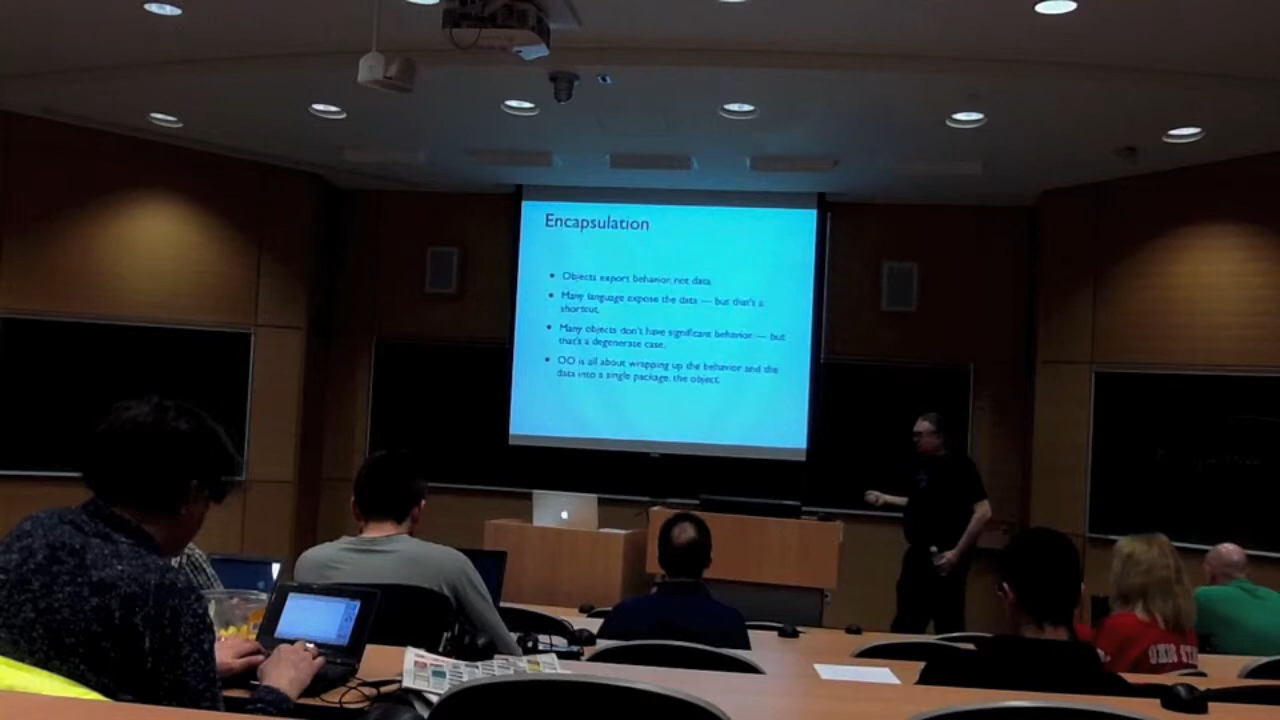 Encapsulation
• Objects export behavior not data
• Many language expose the data — but that's a
shortcut.
• Many objects don't have significant behavior — but
that's a degenerate case.
• OO is all about wrapping up the behavior and the
data into a single package. the object.
OHIO ST